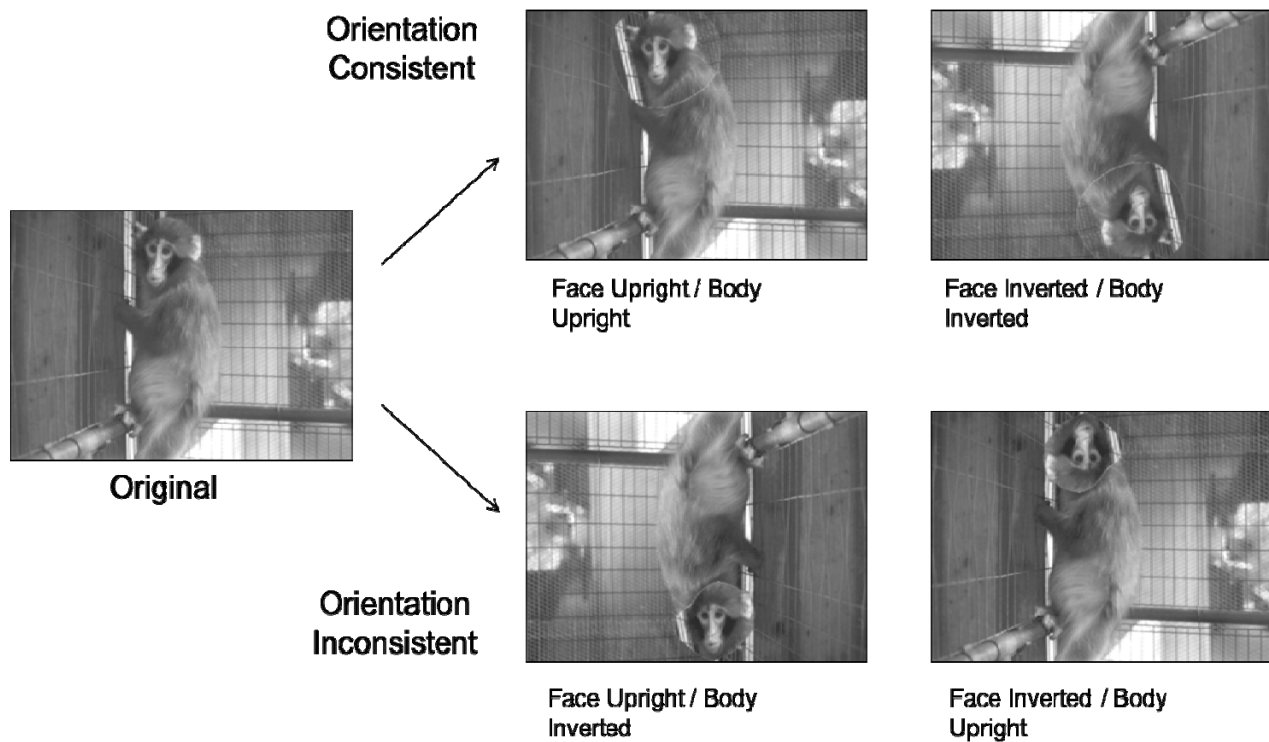 Orientation
Consistent
Face Upright / Body
Upright
Face Inverted / Body
Inverted
Original
Orientation
Inconsistent
Face Upright / Body
Inverted
Face Inverted / Body
Upright